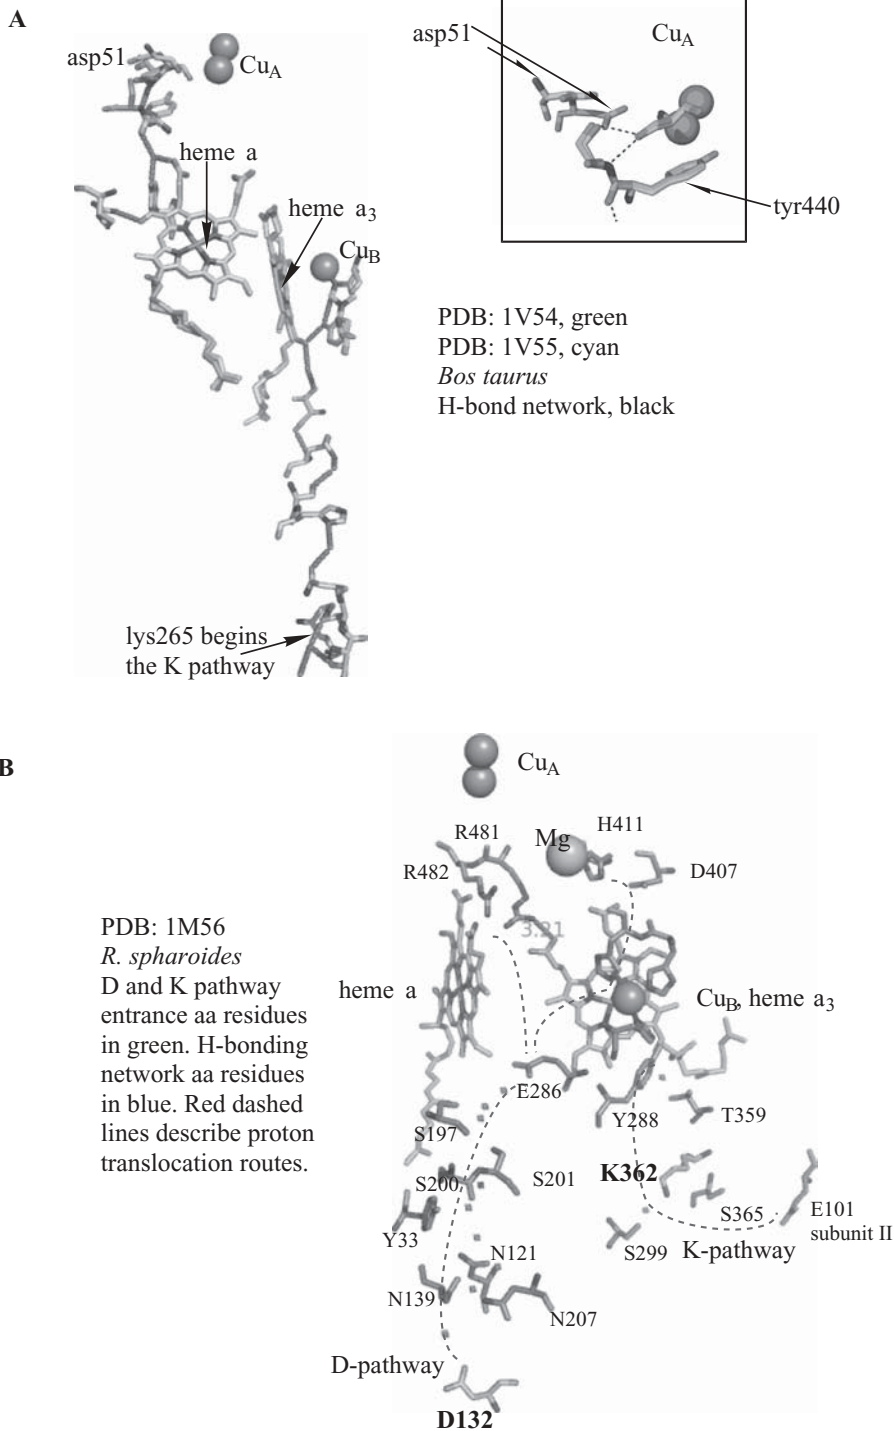 A
asp51
CuA
heme a
heme a3
CuB
lys265 begins
the K pathway
asp51
CuA
tyr440
PDB: 1V54, green
PDB: 1V55, cyan
Bos taurus
H-bond network, black
B
CuA
R481
Mg
H411
R482
D407
3.21
PDB: 1M56
R. spharoides
D and K pathway
entrance aa residues
in green. H-bonding
network aa residues
in blue. Red dashed
lines describe proton
translocation routes.
heme a
CuB, heme a3
E286
Y288
T359
S197
S200
S201
K362
S365
E101
subunit II
Y33
S299
K-pathway
N121
N139
N207
D-pathway
D132